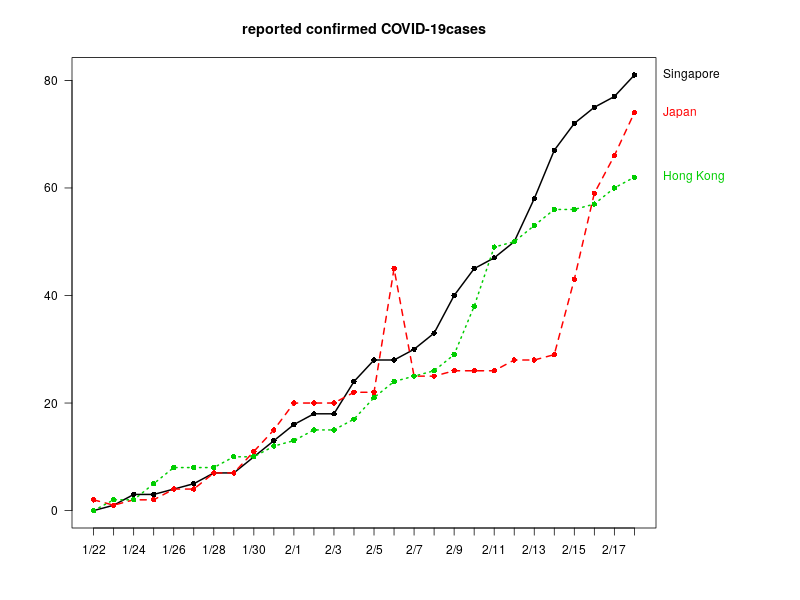 reported confirmed COVID-19cases
Singapore
Japan
Hong Kong
80
60
40
20
0
1/22 1/24 1/26 1/28 1/30 2/1 2/3 2/5 2/7 2/9 2/11 2/13 2/15 2/17